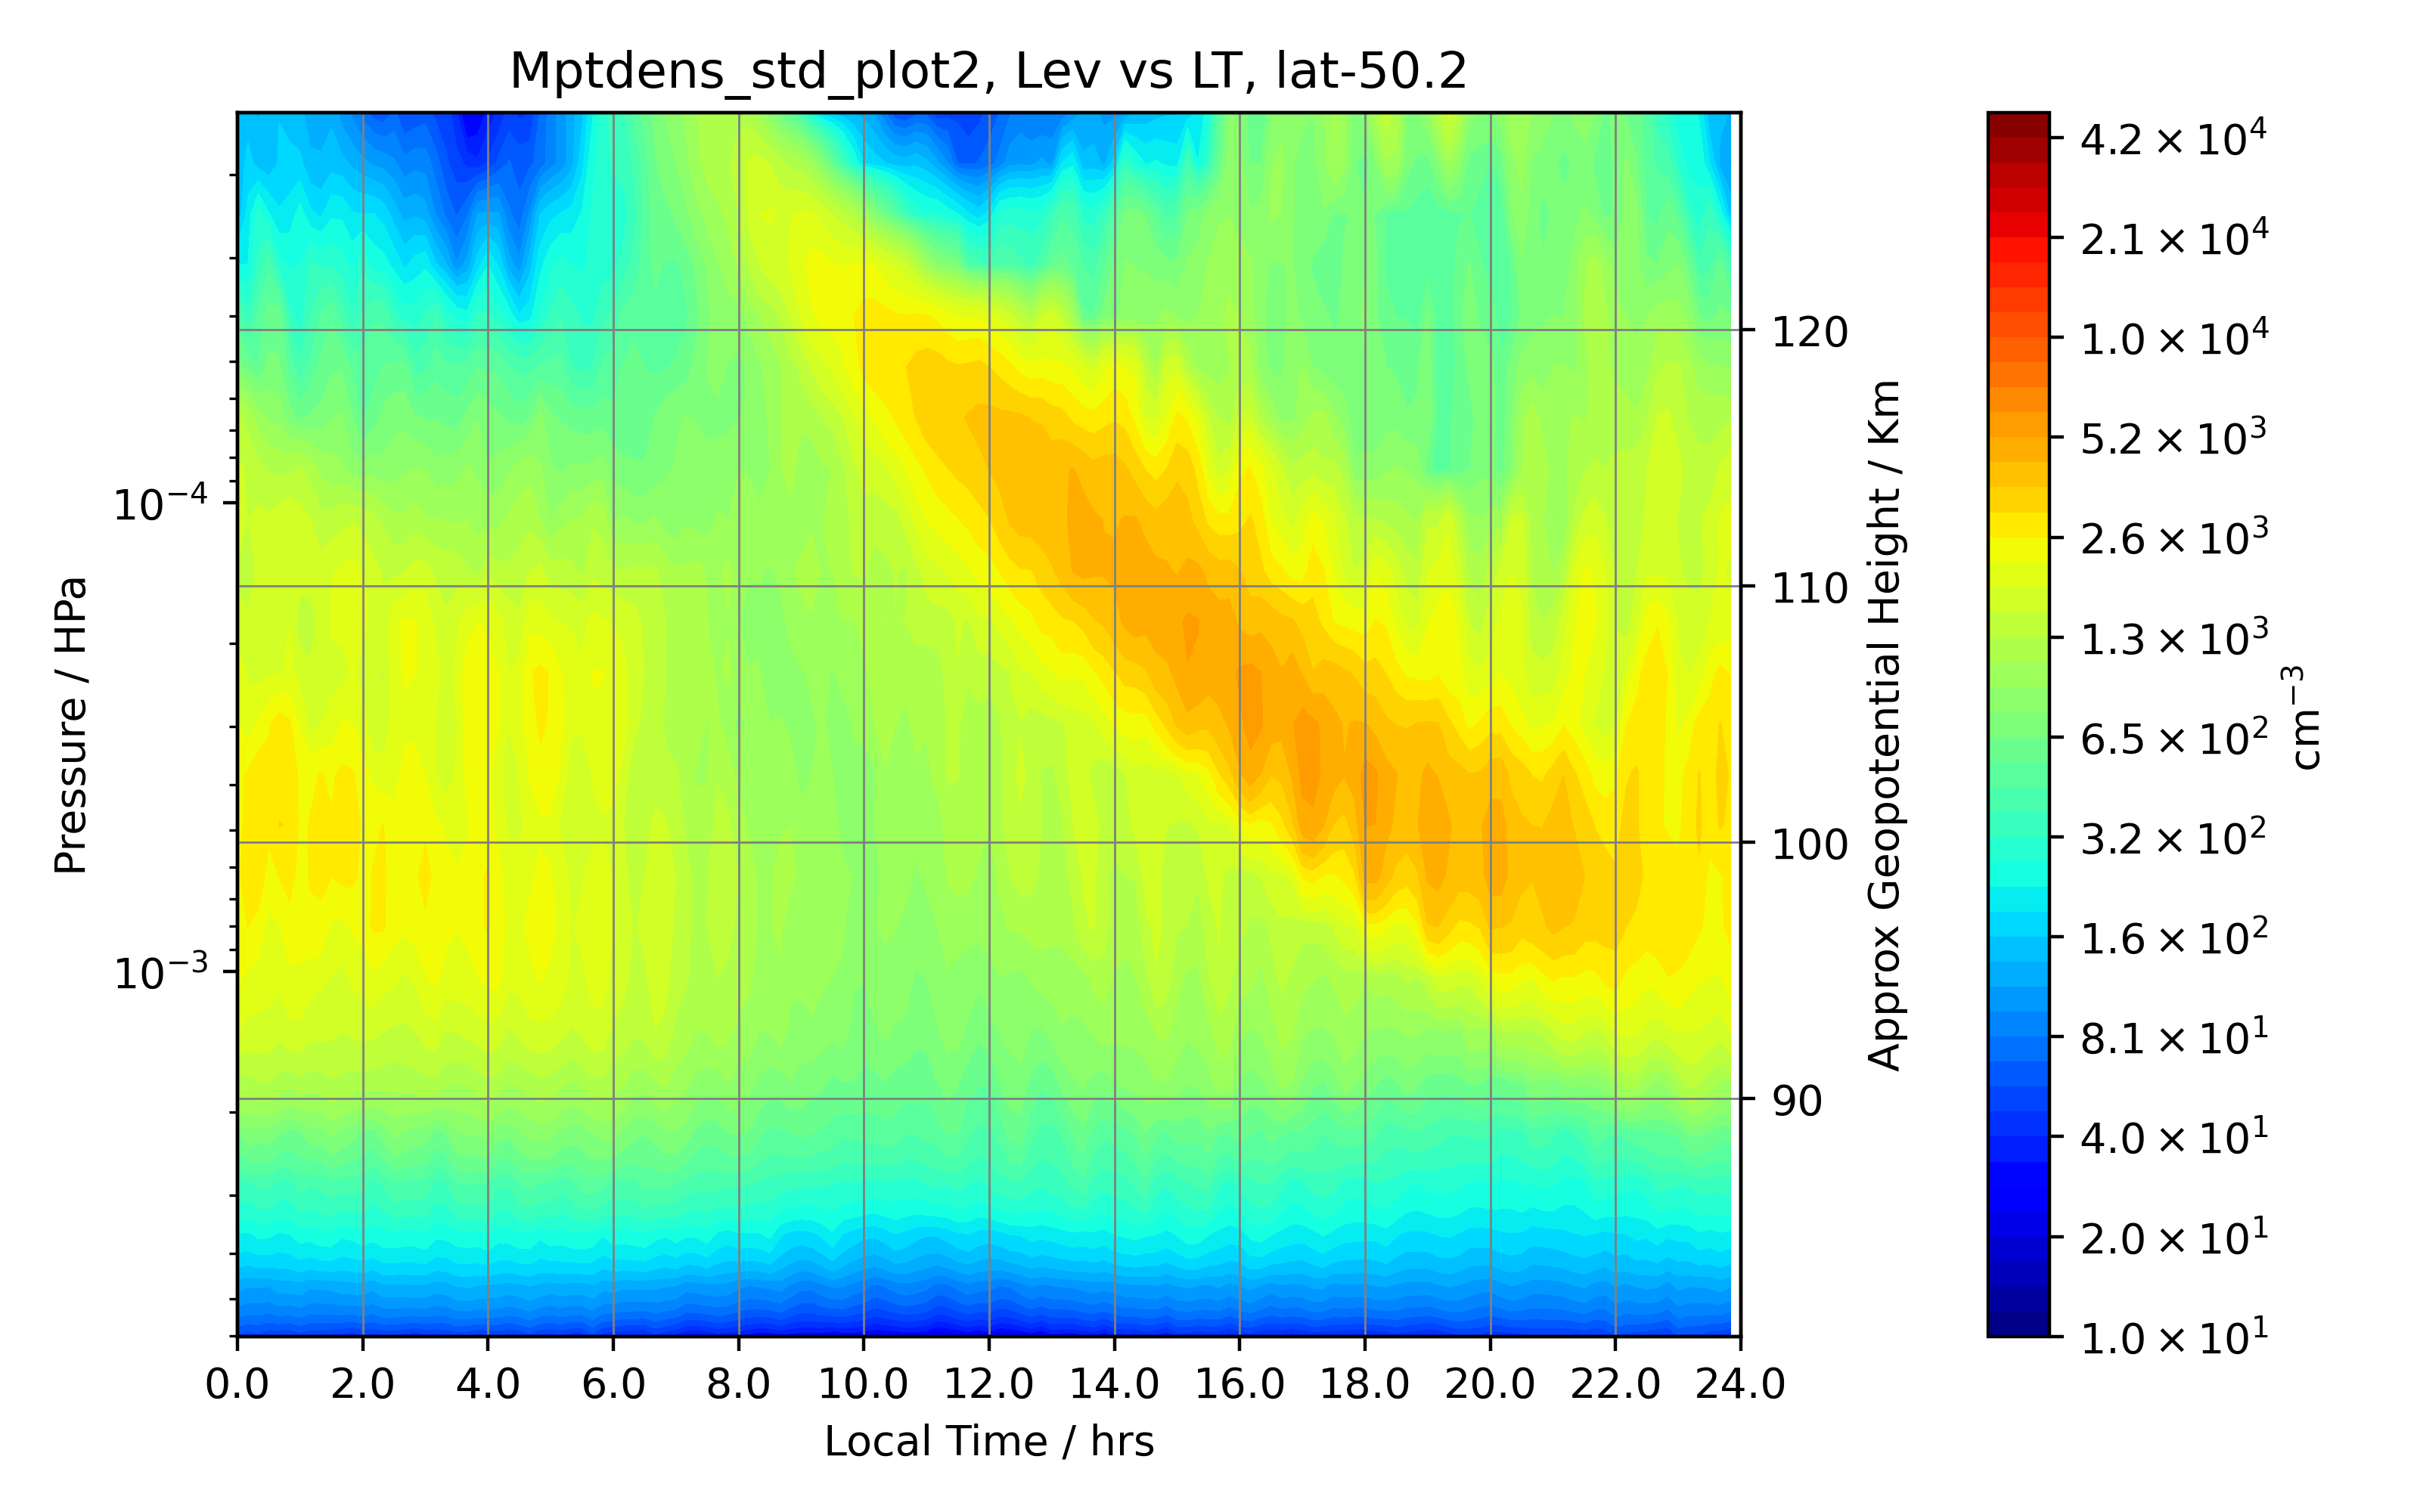 Mptdens_std_plot2, Lev vs LT, lat-50.2
Pressure / HPa
10⁻⁴
10⁻³
0.0 2.0 4.0 6.0 8.0 10.0 12.0 14.0 16.0 18.0 20.0 22.0 24.0
Local Time / hrs
120
110
100
90
Approx Geopotential Height / Km
4.2 × 10⁴
2.1 × 10⁴
1.0 × 10⁴
5.2 × 10³
2.6 × 10³
1.3 × 10³
6.5 × 10²
3.2 × 10²
1.6 × 10²
8.1 × 10¹
4.0 × 10¹
2.0 × 10¹
1.0 × 10¹
cm⁻³